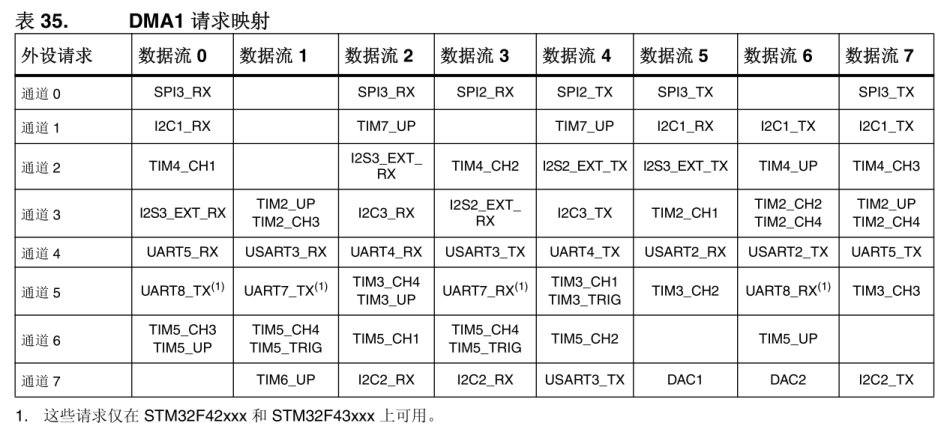 表 35. DMA1 请求映射
外设请求 数据流 0 数据流 1 数据流 2 数据流 3 数据流 4 数据流 5 数据流 6 数据流 7
通道 0 SPI3_RX SPI3_RX SPI2_RX SPI2_TX SPI3_TX SPI3_TX
通道 1 I2C1_RX TIM7_UP TIM7_UP I2C1_RX I2C1_TX I2C1_TX
通道 2 TIM4_CH1 I2S3_EXT_ TIM4_CH2 I2S2_EXT_TX I2S3_EXT_TX TIM4_UP TIM4_CH3
RX
通道 3 I2S3_EXT_RX TIM2_UP I2C3_RX I2S2_EXT_ I2C3_TX TIM2_CH1 TIM2_CH2 TIM2_UP
TIM2_CH3 RX TIM2_CH4 TIM2_CH4
通道 4 UART5_RX USART3_RX UART4_RX USART3_TX UART4_TX USART2_RX USART2_TX UART5_TX
通道 5 UART8_TX(1) UART7_TX(1) TIM3_CH4 UART7_RX(1) TIM3_CH1 TIM3_CH2 UART8_RX(1) TIM3_CH3
TIM3_UP TIM3_TRIG
通道 6 TIM5_CH3 TIM5_CH4 TIM5_CH1 TIM5_CH4 TIM5_CH2 TIM5_UP
TIM5_UP TIM5_TRIG TIM5_TRIG
通道 7 TIM6_UP I2C2_RX I2C2_RX USART3_TX DAC1 DAC2 I2C2_TX
1. 这些请求仅在 STM32F42xxx 和 STM32F43xxx 上可用。